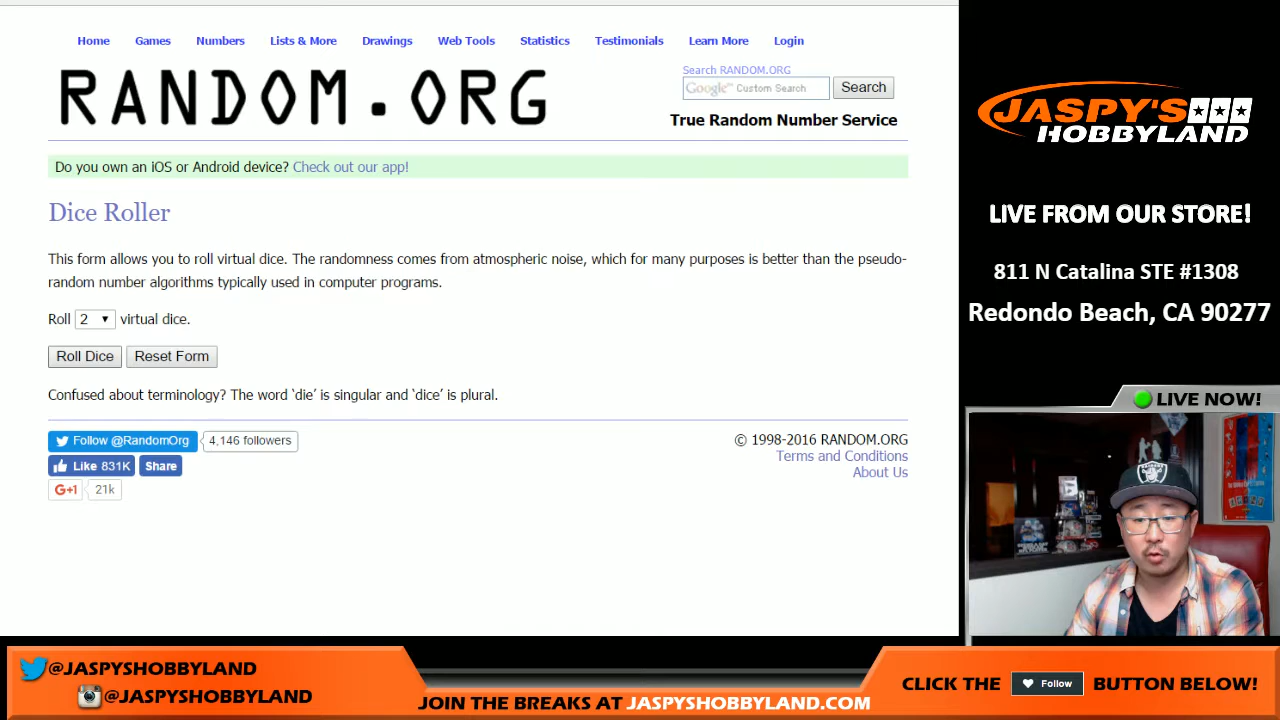 Home Games Numbers Lists & More Drawings Web Tools Statistics Testimonials Learn More Login
RANDOM.ORG
Search RANDOM.ORG
Google™ Custom Search Search
True Random Number Service
Do you own an iOS or Android device? Check out our app!
Dice Roller
This form allows you to roll virtual dice. The randomness comes from atmospheric noise, which for many purposes is better than the pseudo-
random number algorithms typically used in computer programs.
Roll 2 virtual dice.
Roll Dice Reset Form
Confused about terminology? The word ‘die’ is singular and ‘dice’ is plural.
Follow @RandomOrg 4,146 followers
Like 831K Share
G+1 21k
© 1998-2016 RANDOM.ORG
Terms and Conditions
About Us
JASPY'S
HOBBYLAND
LIVE FROM OUR STORE!
811 N Catalina STE #1308
Redondo Beach, CA 90277
LIVE NOW!
@JASPYSHOBBYLAND
@JASPYSHOBBYLAND
JOIN THE BREAKS AT JASPYSHOBBYLAND.COM
CLICK THE Follow BUTTON BELOW!